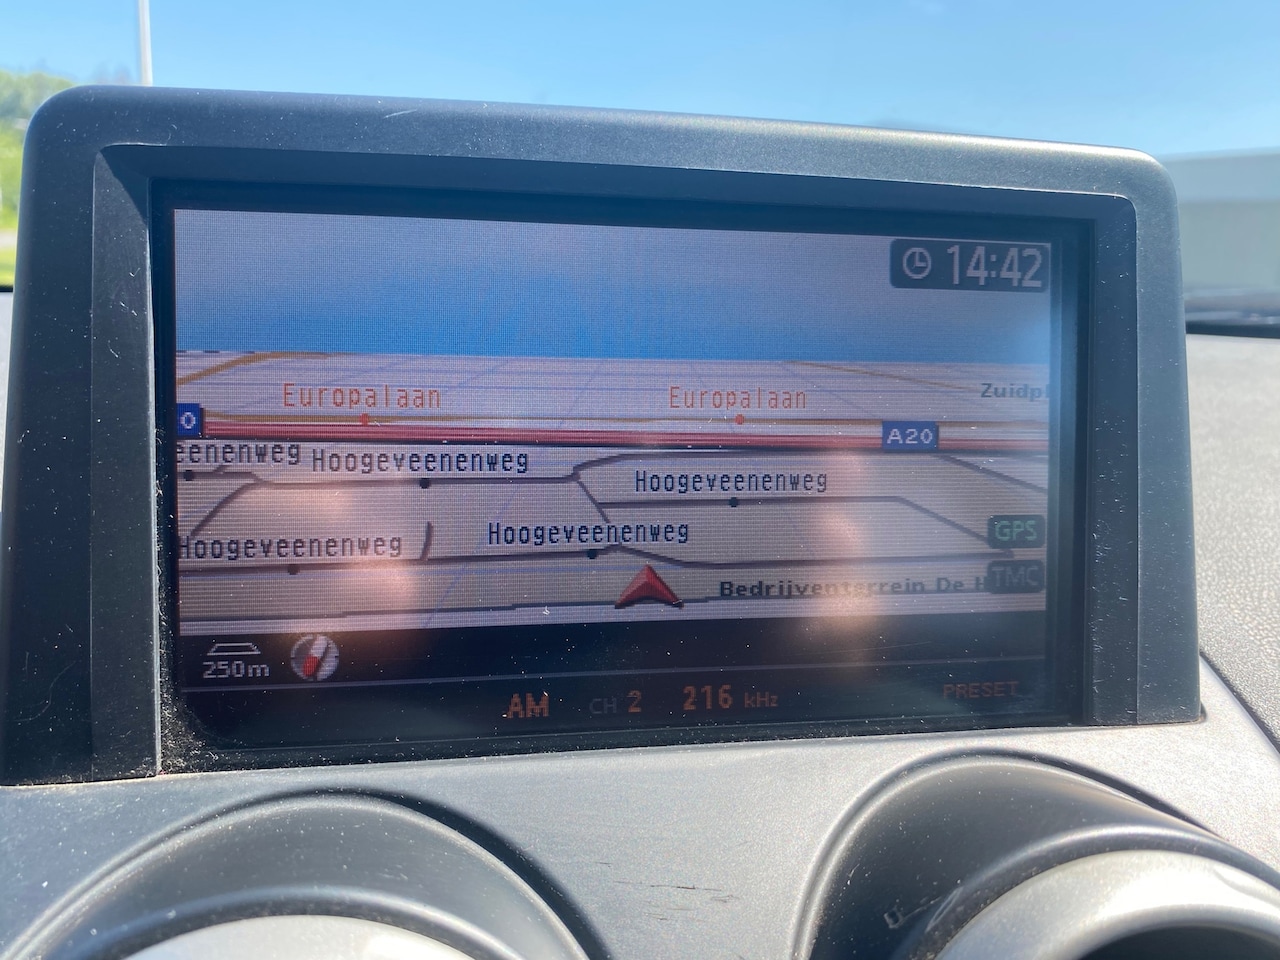 14:42
Europalaan
Europalaan
Zuidpl
0
A20
eenenweg
Hoogeveenenweg
Hoogeveenenweg
Hoogeveenenweg
Hoogeveenenweg
GPS
Bedrijventerrein De H
TMC
250m
AM CH 2 216 kHz PRESET